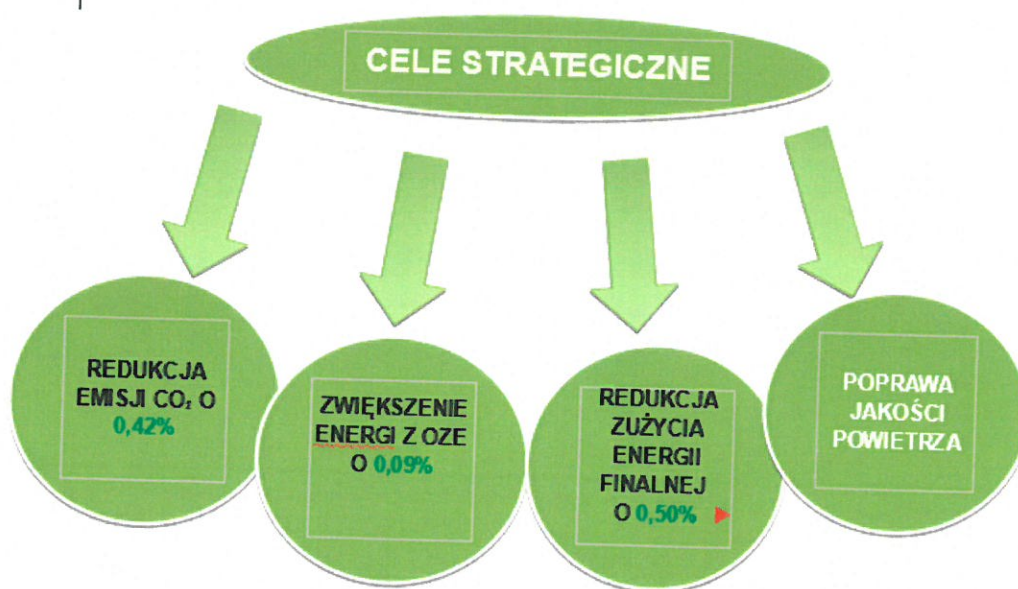 CELE STRATEGICZNE
REDUKCJA
EMISJI CO₂ O
0,42%
ZWIĘKSZENIE
ENERGI Z OZE
O 0,09%
REDUKCJA
ZUŻYCIA
ENERGII
FINALNEJ
O 0,50%
POPRAWA
JAKOŚCI
POWIETRZA